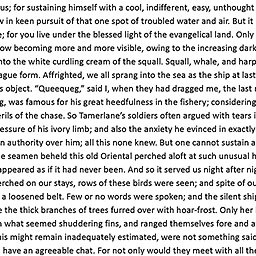 us; for sustaining himself with a cool, indifferent, easy, unthought
w in keen pursuit of that one spot of troubled water and air. But it
e; for you live under the blessed light of the evangelical land. Only
ow becoming more and more visible, owing to the increasing dark
nto the white curdling cream of the squall. Squall, whale, and harp
ague form. Affrighted, we all sprang into the sea as the ship at last
s object. “Queequeg,” said I, when they had dragged me, the last
g, was famous for his great heedfulness in the fishery; considering
rils of the chase. So Tamerlane’s soldiers often argued with tears i
essure of his ivory limb; and also the anxiety he evinced in exactly
n authority over him; all this none knew. But one cannot sustain a
e seamen beheld this old Oriental perched aloft at such unusual h
appeared as if it had never been. And so it served us night after nig
erched on our stays, rows of these birds were seen; and spite of ou
a loosened belt. Few or no words were spoken; and the silent ship
e the thick branches of trees furred over with hoar-frost. Only her
n what seemed shuddering fins, and ranged themselves fore and a
his might remain inadequately estimated, were not something said
have an agreeable chat. For not only would they meet with all the